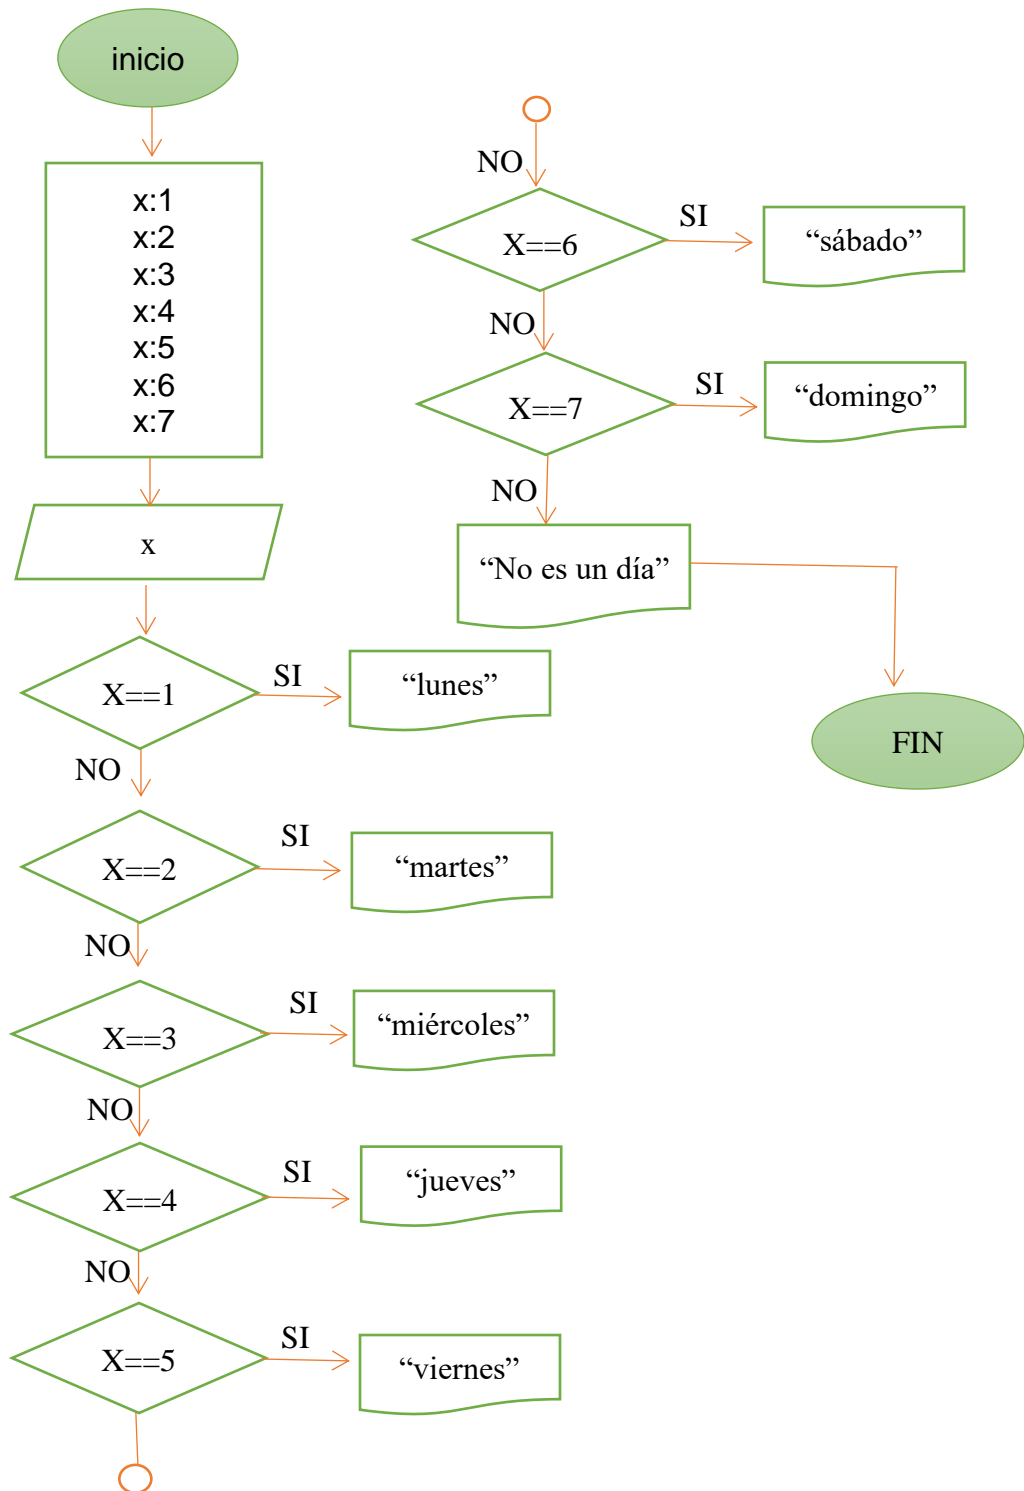 inicio
x:1
x:2
x:3
x:4
x:5
x:6
x:7
x
X==1
SI
“lunes”
NO
X==2
SI
“martes”
NO
X==3
SI
“miércoles”
NO
X==4
SI
“jueves”
NO
X==5
SI
“viernes”
NO
X==6
SI
“sábado”
NO
X==7
SI
“domingo”
NO
“No es un día”
FIN